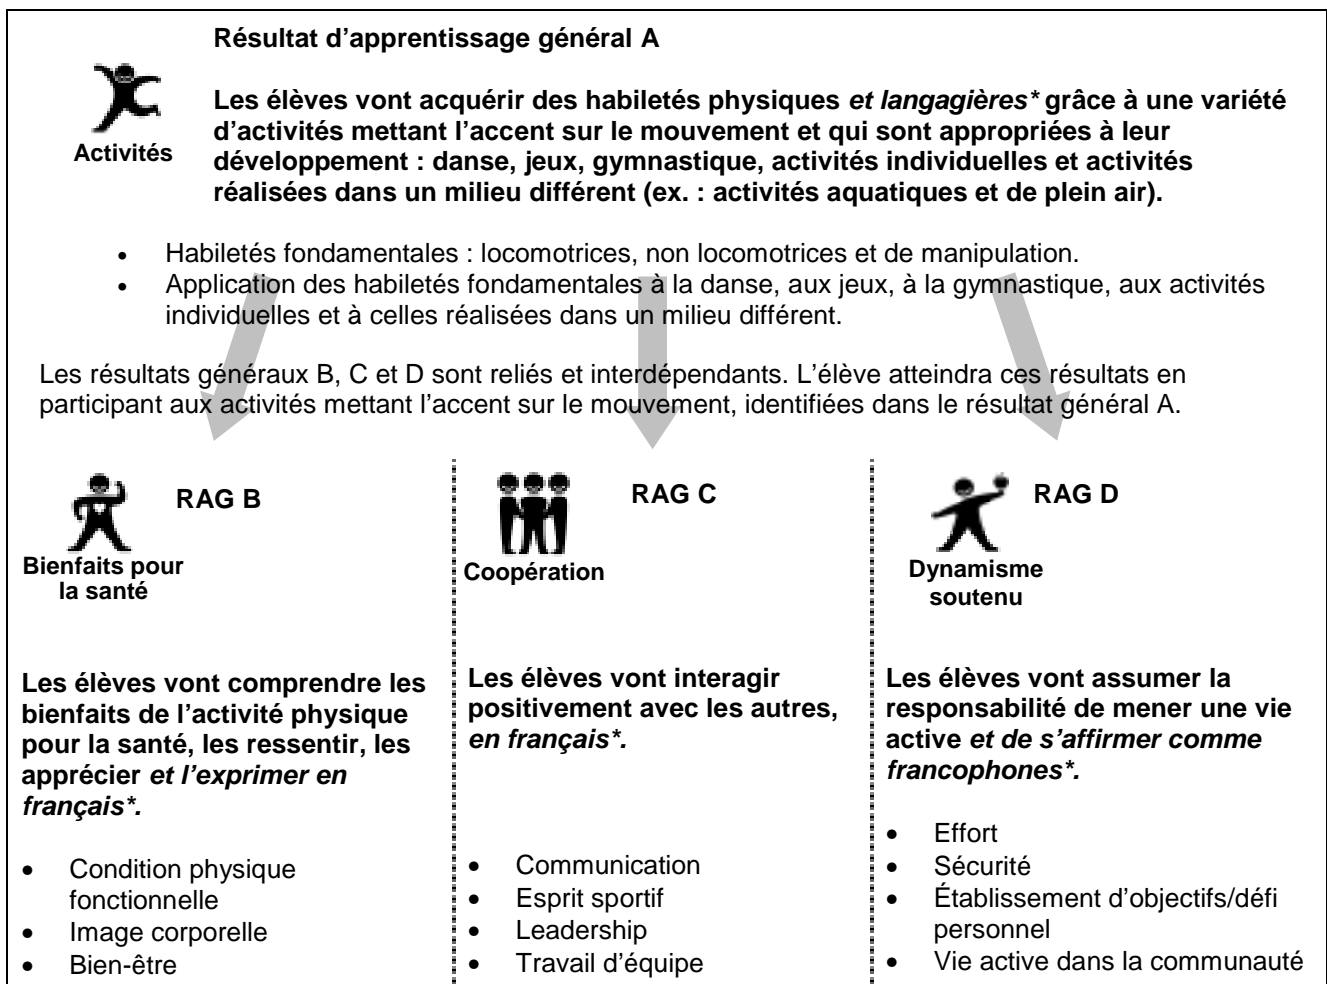 Résultat d’apprentissage général A
Activités
Les élèves vont acquérir des habiletés physiques et langagières* grâce à une variété
d’activités mettant l’accent sur le mouvement et qui sont appropriées à leur
développement : danse, jeux, gymnastique, activités individuelles et activités
réalisées dans un milieu différent (ex. : activités aquatiques et de plein air).
• Habiletés fondamentales : locomotrices, non locomotrices et de manipulation.
• Application des habiletés fondamentales à la danse, aux jeux, à la gymnastique, aux activités
individuelles et à celles réalisées dans un milieu différent.
Les résultats généraux B, C et D sont reliés et interdépendants. L’élève atteindra ces résultats en
participant aux activités mettant l’accent sur le mouvement, identifiées dans le résultat général A.
RAG B
Bienfaits pour
la santé
Les élèves vont comprendre les
bienfaits de l’activité physique
pour la santé, les ressentir, les
apprécier et l’exprimer en
français*.
• Condition physique
fonctionnelle
• Image corporelle
• Bien-être
RAG C
Coopération
Les élèves vont interagir
positivement avec les autres,
en français*.
• Communication
• Esprit sportif
• Leadership
• Travail d’équipe
RAG D
Dynamisme
soutenu
Les élèves vont assumer la
responsabilité de mener une vie
active et de s’affirmer comme
francophones*.
• Effort
• Sécurité
• Établissement d’objectifs/défi
personnel
• Vie active dans la communauté